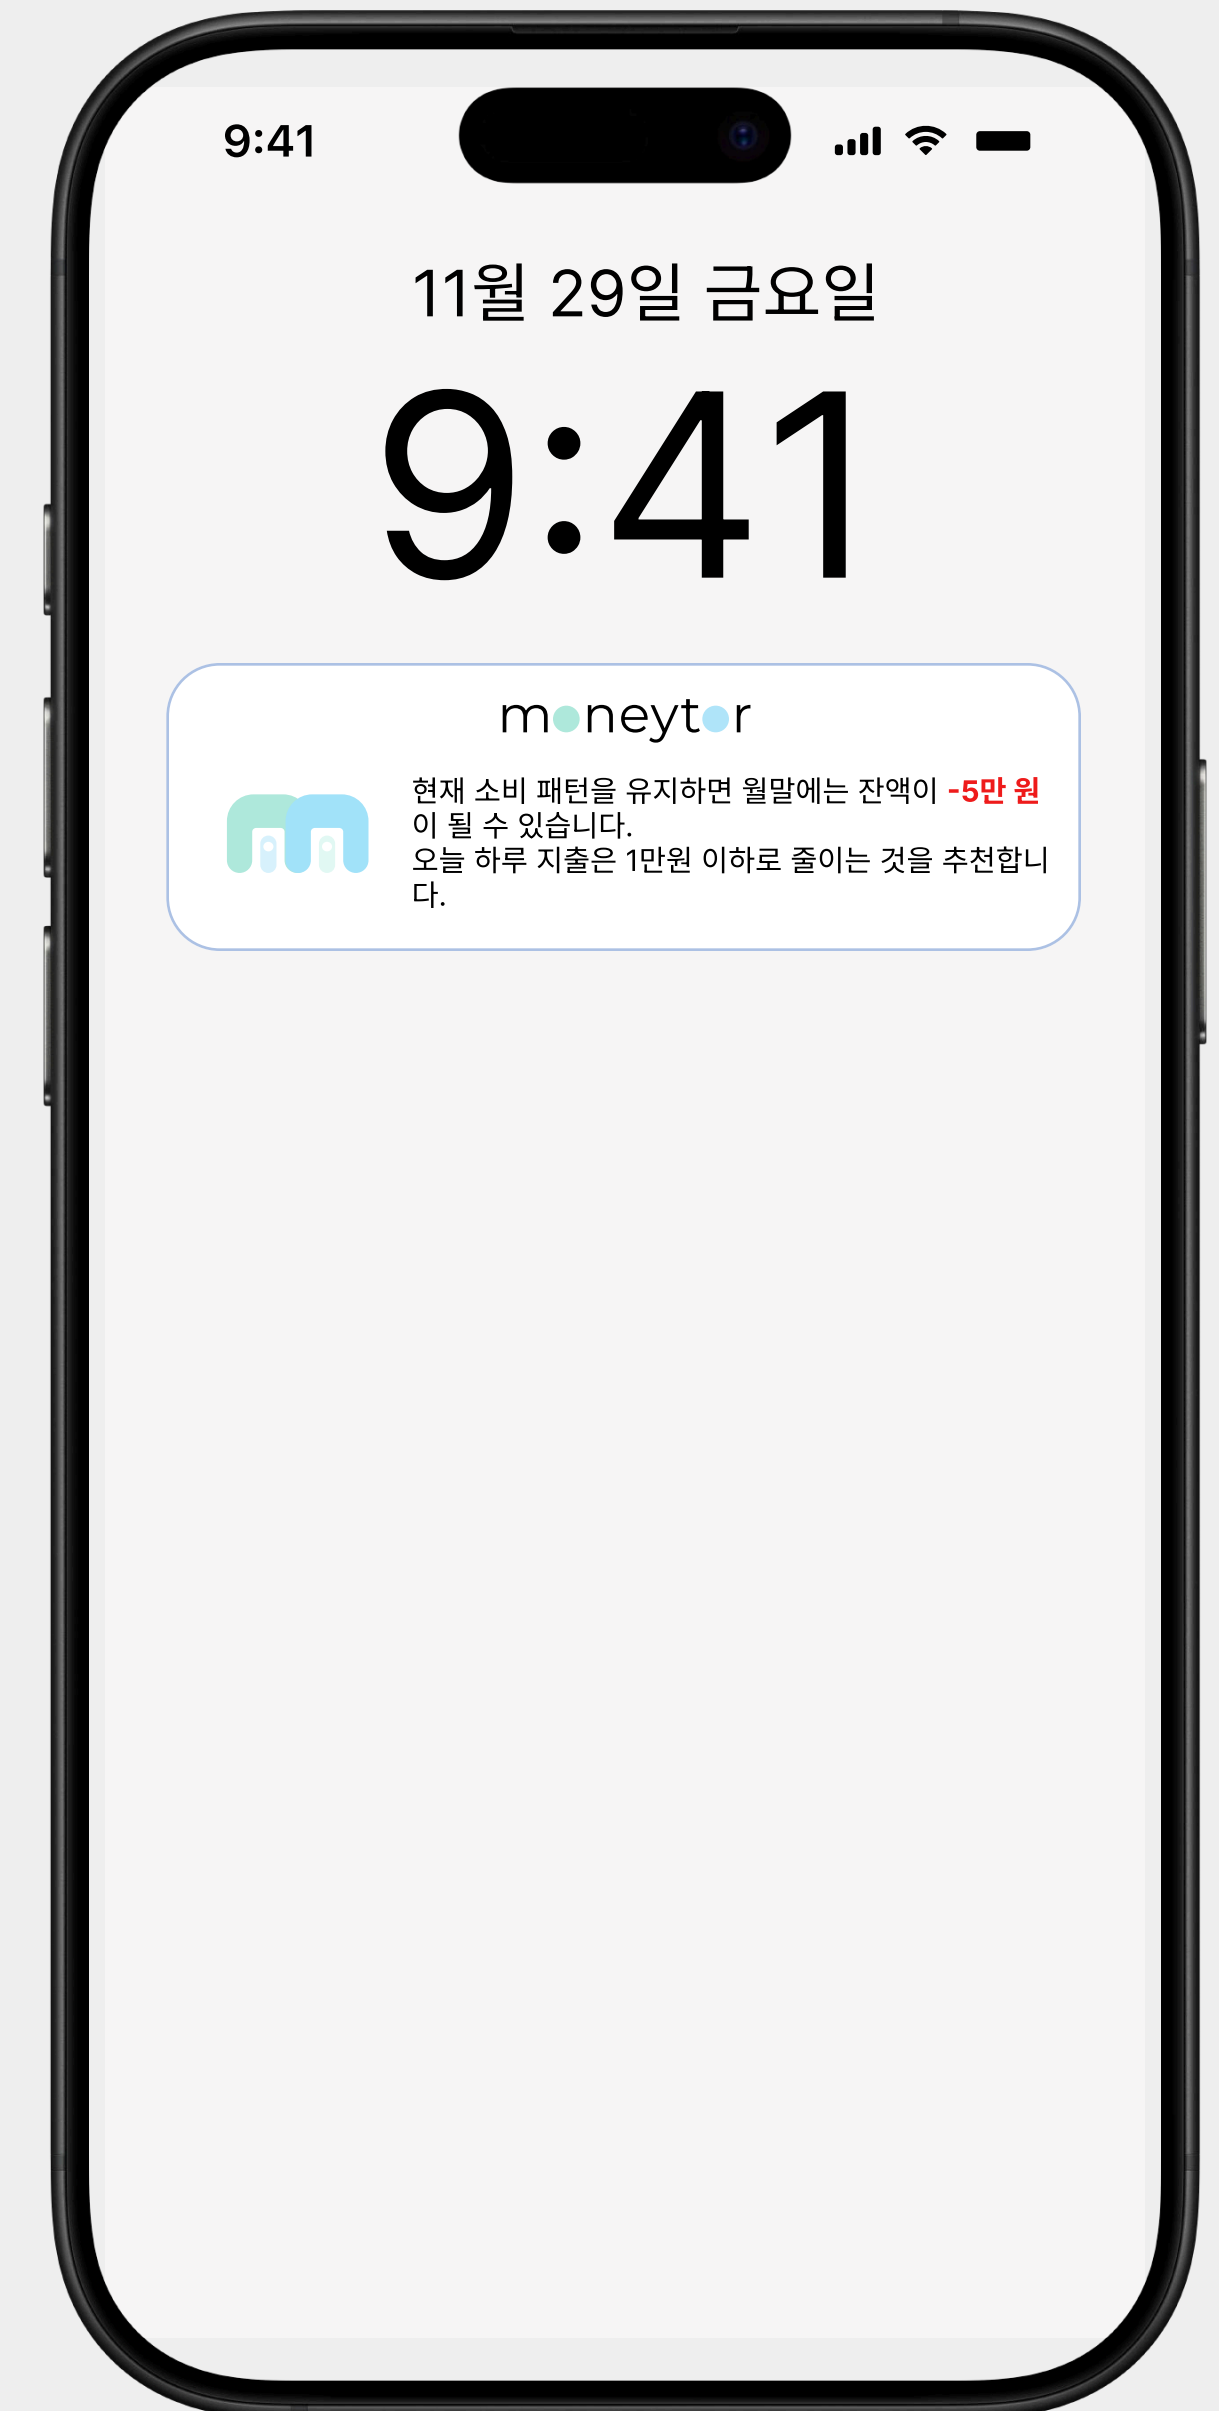 9:41
11월 29일 금요일
9:41
moneytor
현재 소비 패턴을 유지하면 월말에는 잔액이 -5만 원
이 될 수 있습니다.
오늘 하루 지출은 1만원 이하로 줄이는 것을 추천합니
다.